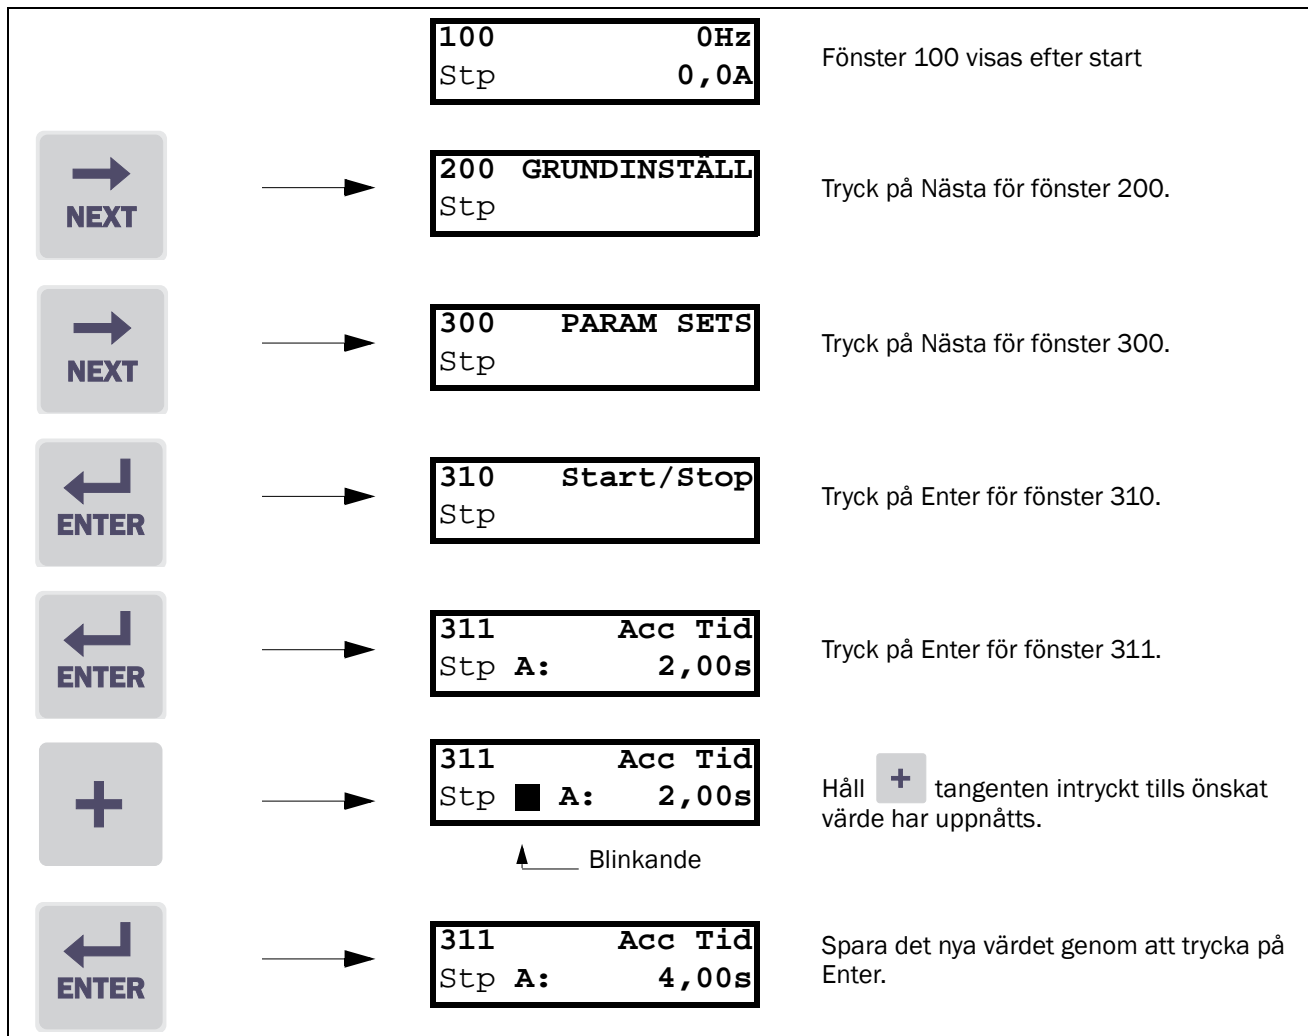 100 0Hz
Stp 0,0A
Fönster 100 visas efter start
NEXT
200 GRUNDINSTÄLL
Stp
Tryck på Nästa för fönster 200.
NEXT
300 PARAM SETS
Stp
Tryck på Nästa för fönster 300.
ENTER
310 Start/Stop
Stp
Tryck på Enter för fönster 310.
ENTER
311 Acc Tid
Stp A: 2,00s
Tryck på Enter för fönster 311.
+
311 Acc Tid
Stp A: 2,00s
Blinkande
Håll + tangenten intryckt tills önskat
värde har uppnåtts.
ENTER
311 Acc Tid
Stp A: 4,00s
Spara det nya värdet genom att trycka på
Enter.